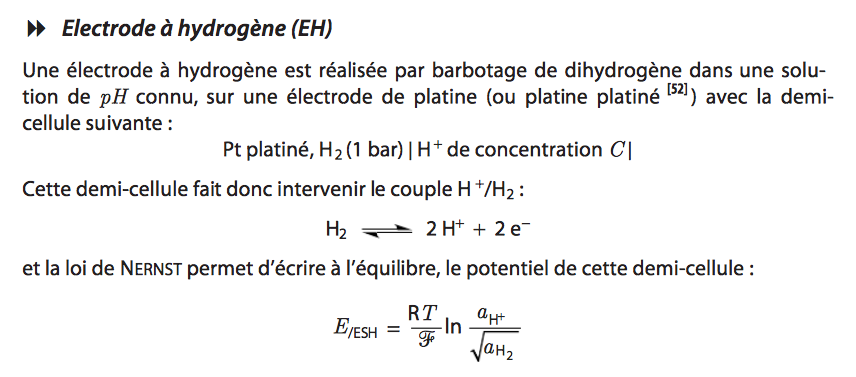 ▸▸ Electrode à hydrogène (EH)
Une électrode à hydrogène est réalisée par barbotage de dihydrogène dans une solu-
tion de pH connu, sur une électrode de platine (ou platine platiné [52]) avec la demi-
cellule suivante :
Pt platiné, H₂ (1 bar) | H⁺ de concentration C |
Cette demi-cellule fait donc intervenir le couple H⁺/H₂ :
H₂ ⇌ 2 H⁺ + 2 e⁻
et la loi de NERNST permet d'écrire à l'équilibre, le potentiel de cette demi-cellule :
E/ESH = RT/ℱ ln a_H⁺/√a_H₂